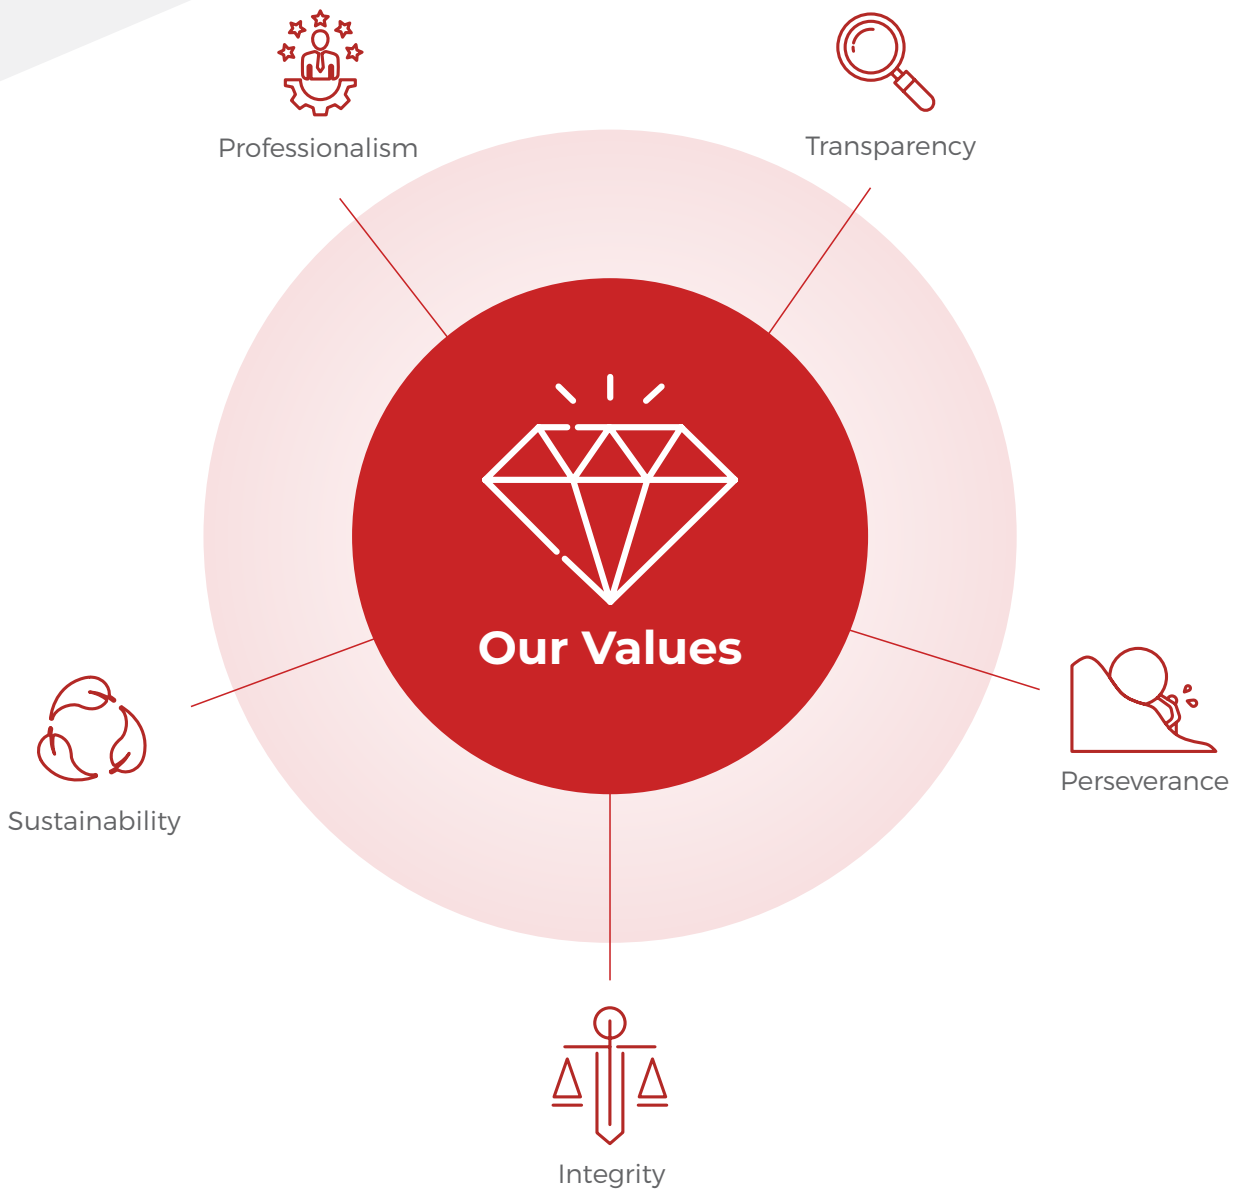 Professionalism
Transparency
Our Values
Perseverance
Sustainability
Integrity